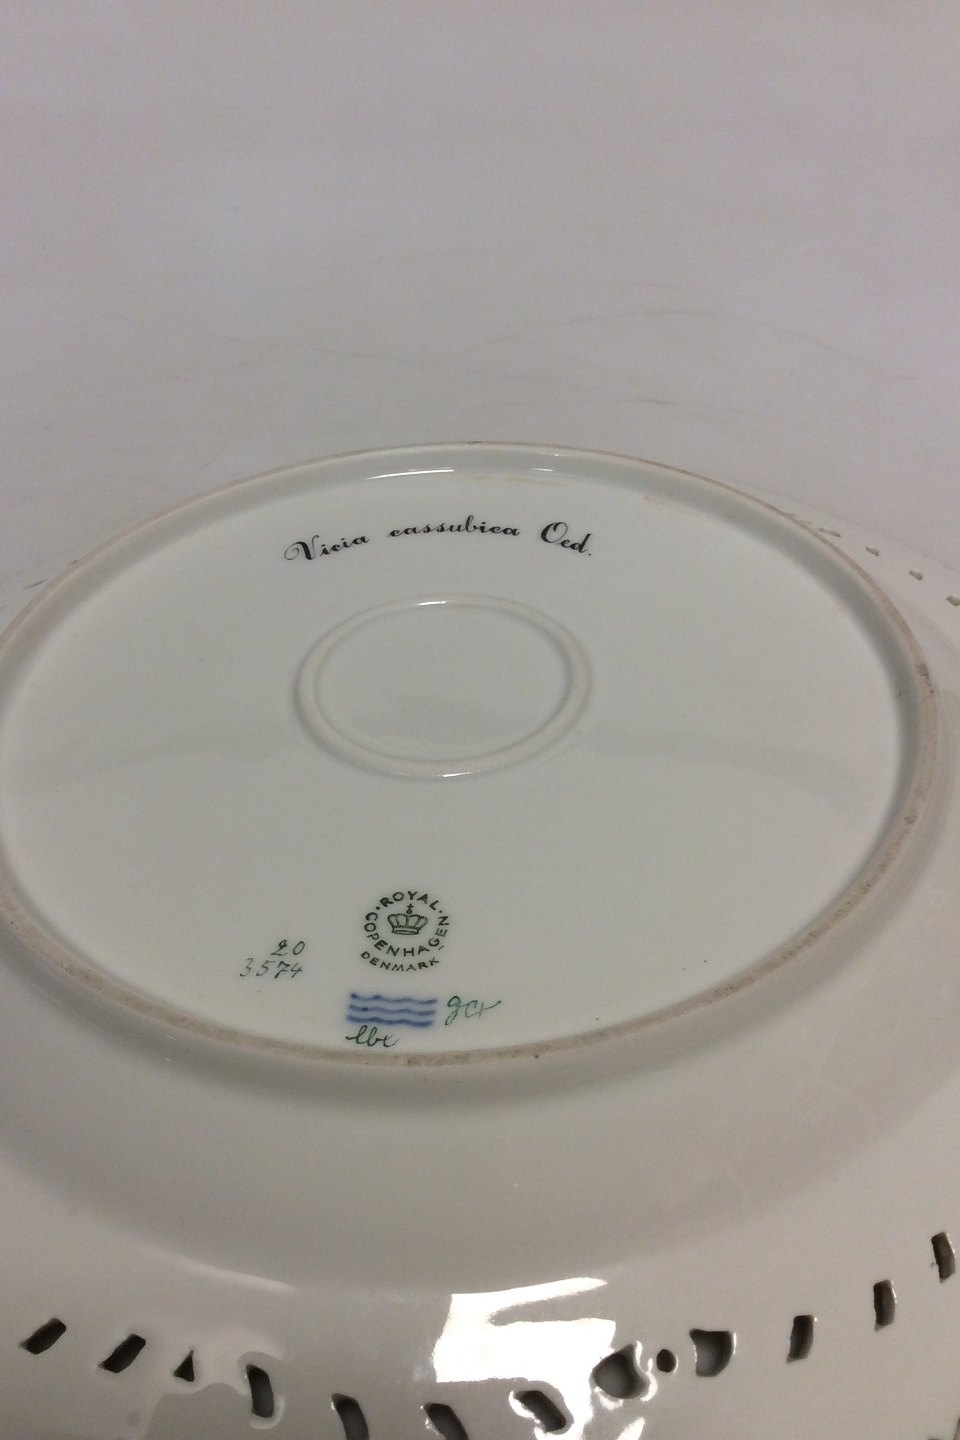 Vicia cassubica Oed.
ROYAL
COPENHAGEN
DENMARK
20
3574